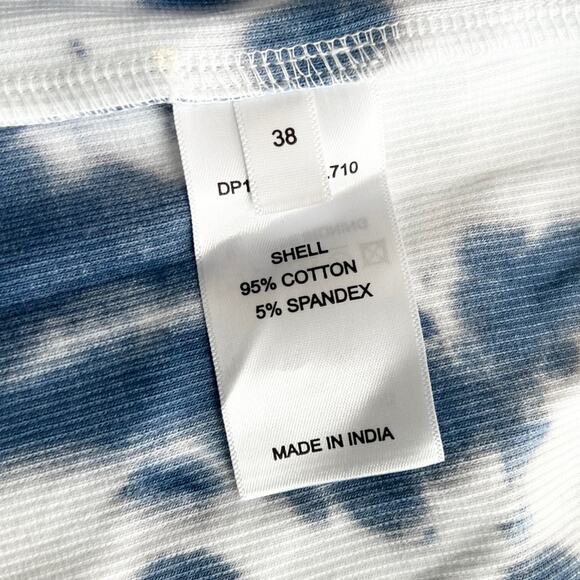 38
DP1 .710
SHELL
95% COTTON
5% SPANDEX
MADE IN INDIA